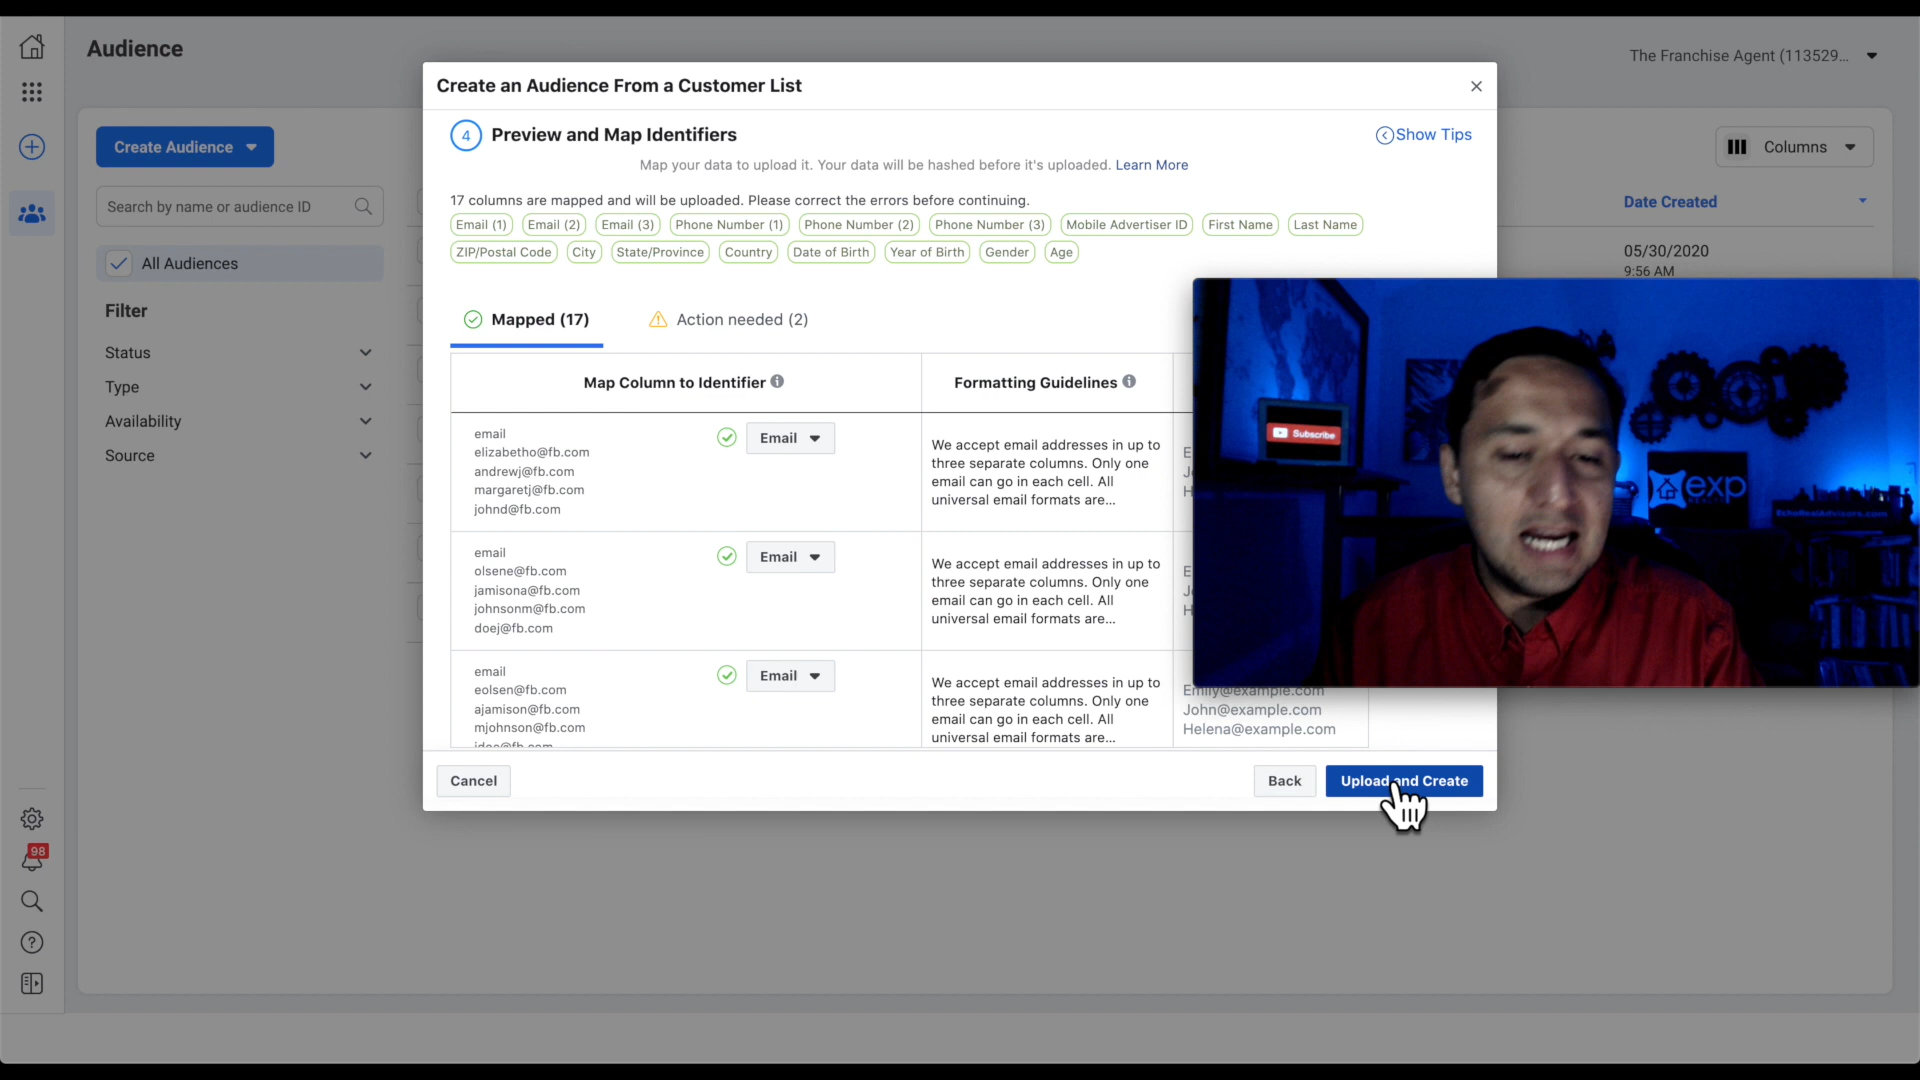 Audience
The Franchise Agent (113529...
Create an Audience From a Customer List
4 Preview and Map Identifiers
Show Tips
Map your data to upload it. Your data will be hashed before it's uploaded. Learn More
Create Audience
Columns
Search by name or audience ID
17 columns are mapped and will be uploaded. Please correct the errors before continuing.
Date Created
Email (1) Email (2) Email (3) Phone Number (1) Phone Number (2) Phone Number (3) Mobile Advertiser ID First Name Last Name
ZIP/Postal Code City State/Province Country Date of Birth Year of Birth Gender Age
05/30/2020
9:56 AM
All Audiences
Filter
Status
Type
Availability
Source
Mapped (17)
Action needed (2)
Map Column to Identifier
Formatting Guidelines
email
elizabetho@fb.com
andrewj@fb.com
margaretj@fb.com
johnd@fb.com
Email
We accept email addresses in up to
three separate columns. Only one
email can go in each cell. All
universal email formats are...
email
olsene@fb.com
jamisona@fb.com
johnsonm@fb.com
doej@fb.com
Email
We accept email addresses in up to
three separate columns. Only one
email can go in each cell. All
universal email formats are...
email
eolsen@fb.com
ajamison@fb.com
mjohnson@fb.com
Email
We accept email addresses in up to
three separate columns. Only one
email can go in each cell. All
universal email formats are...
Emily@example.com
John@example.com
Helena@example.com
Subscribe
exp
Cancel
Back
Upload and Create
98